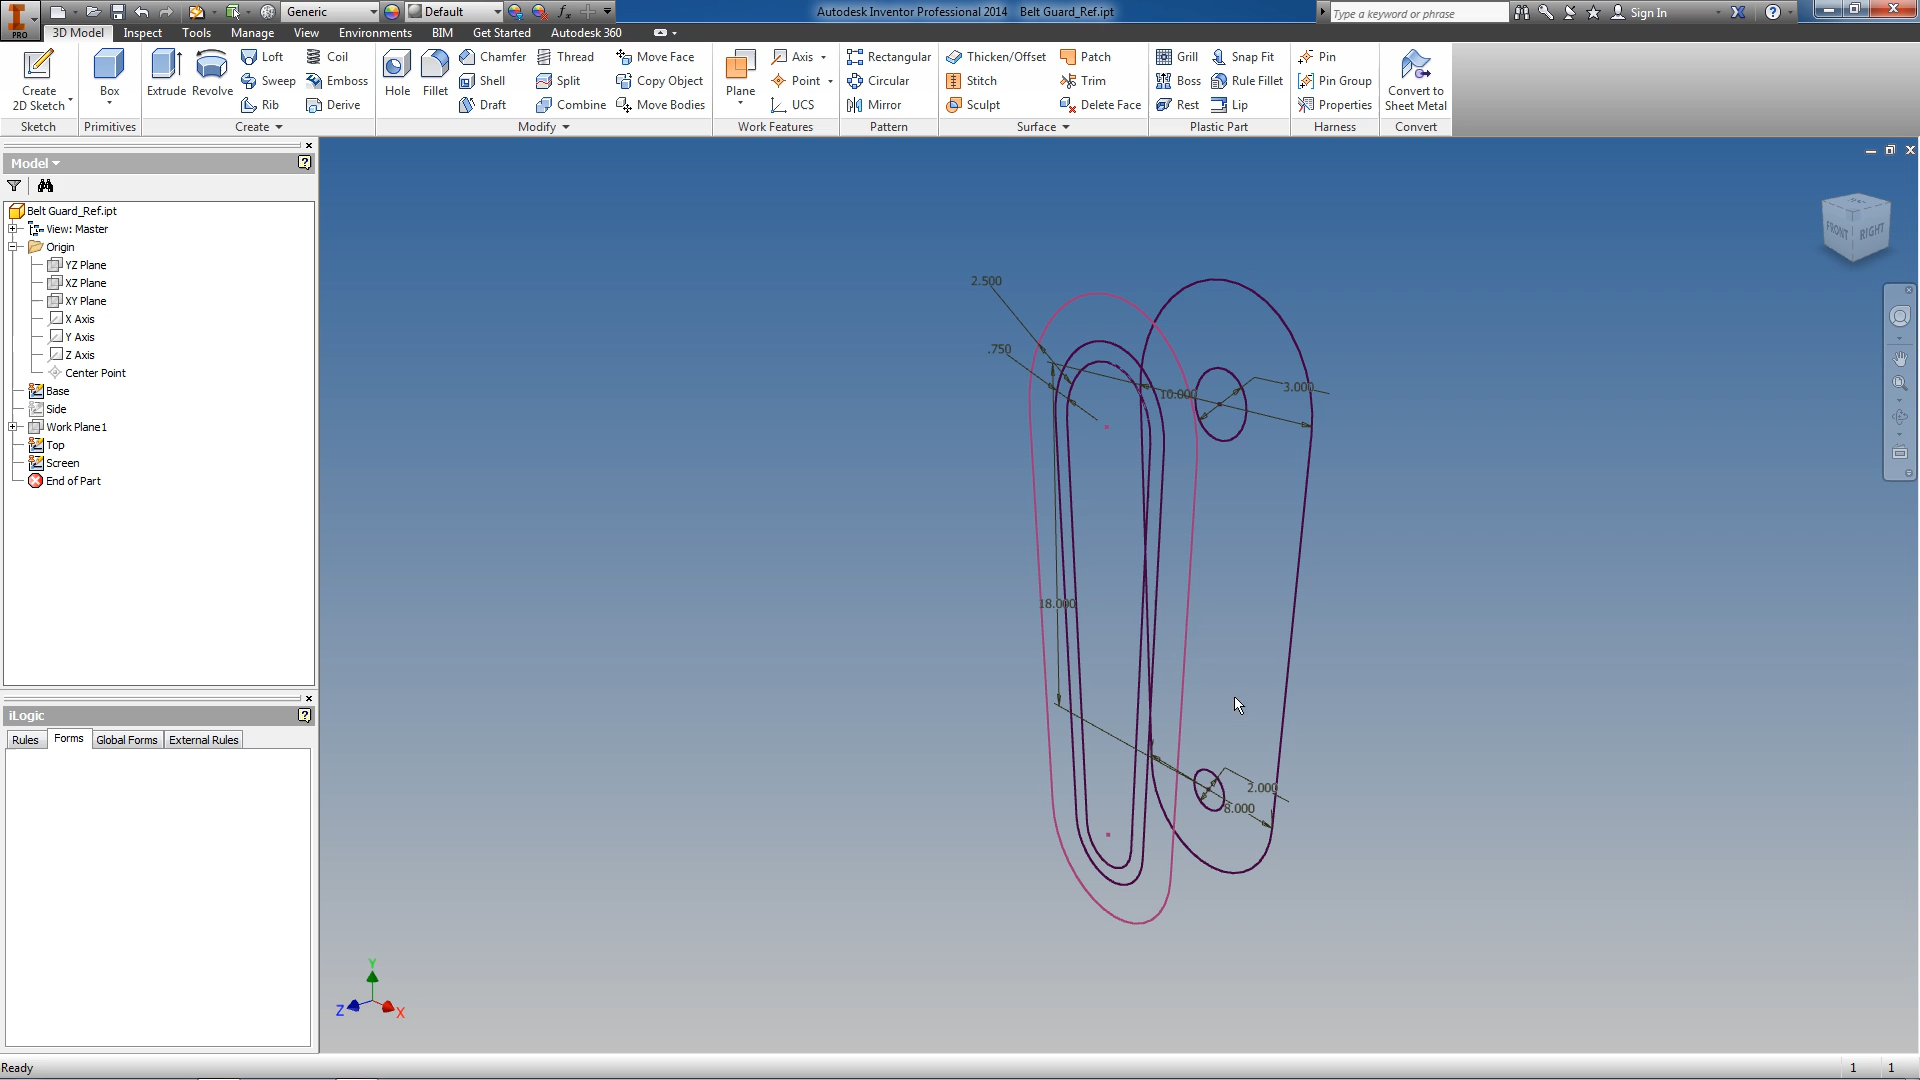 PRO
Generic
Default
fx
Autodesk Inventor Professional 2014 Belt Guard_Ref.ipt
Type a keyword or phrase
Sign In
3D Model Inspect Tools Manage View Environments BIM Get Started Autodesk 360
Create
2D Sketch
Box
Extrude
Revolve
Loft
Sweep
Rib
Coil
Emboss
Derive
Hole
Fillet
Chamfer
Shell
Draft
Thread
Split
Combine
Move Face
Copy Object
Move Bodies
Plane
Axis
Point
UCS
Rectangular
Circular
Mirror
Thicken/Offset
Stitch
Sculpt
Patch
Trim
Delete Face
Grill
Boss
Rest
Snap Fit
Rule Fillet
Lip
Pin
Pin Group
Properties
Convert to
Sheet Metal
Sketch Primitives Create Modify Work Features Pattern Surface Plastic Part Harness Convert
Model
Belt Guard_Ref.ipt
View: Master
Origin
YZ Plane
XZ Plane
XY Plane
X Axis
Y Axis
Z Axis
Center Point
Base
Side
Work Plane1
Top
Screen
End of Part
iLogic
Rules Forms Global Forms External Rules
2.500
.750
10.000
3.000
18.000
2.000
8.000
FRONT RIGHT
Y
Z
X
Ready
1 1